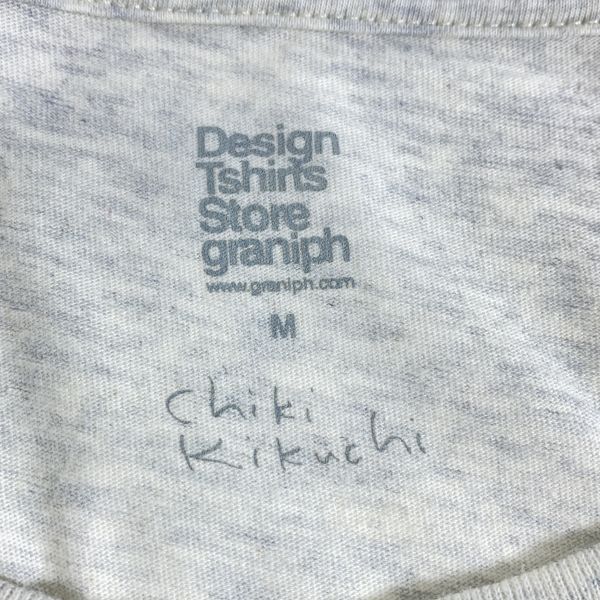 Design
Tshirts
Store
graniph
www.graniph.com
M
Chiki
Kikuchi